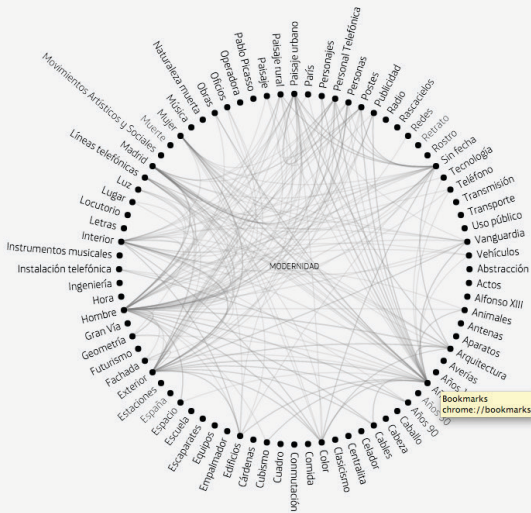 Abstracción
Actos
Alfonso XIII
Animales
Antenas
Aparatos
Arquitectura
Averías
Años
Años
Años 90
Caballo
Cabeza
Cables
Celador
Centralita
Clasicismo
Color
Comida
Conmutación
Cuadro
Cubismo
Cárdenas
Edificios
Empalmador
Equipos
Escaparates
Escuela
Espacio
España
Estaciones
Exterior
Fachada
Futurismo
Geometría
Gran Vía
Hombre
Hora
Ingeniería
Instalación telefónica
Instrumentos musicales
Interior
Letras
Locutorio
Lugar
Luz
Líneas telefónicas
Madrid
Muerte
Movimientos Artísticos y Sociales
Mujer
Música
Naturaleza muerta
Obras
Oficios
Operadora
Pablo Picasso
Paisaje
Paisaje rural
Paisaje urbano
París
Personajes
Personal Telefónica
Personas
Postes
Publicidad
Radio
Rascacielos
Redes
Retrato
Rostro
Sin fecha
Tecnología
Teléfono
Transmisión
Transporte
Uso público
Vanguardia
Vehículos
MODERNIDAD
Bookmarks
chrome://bookmarks